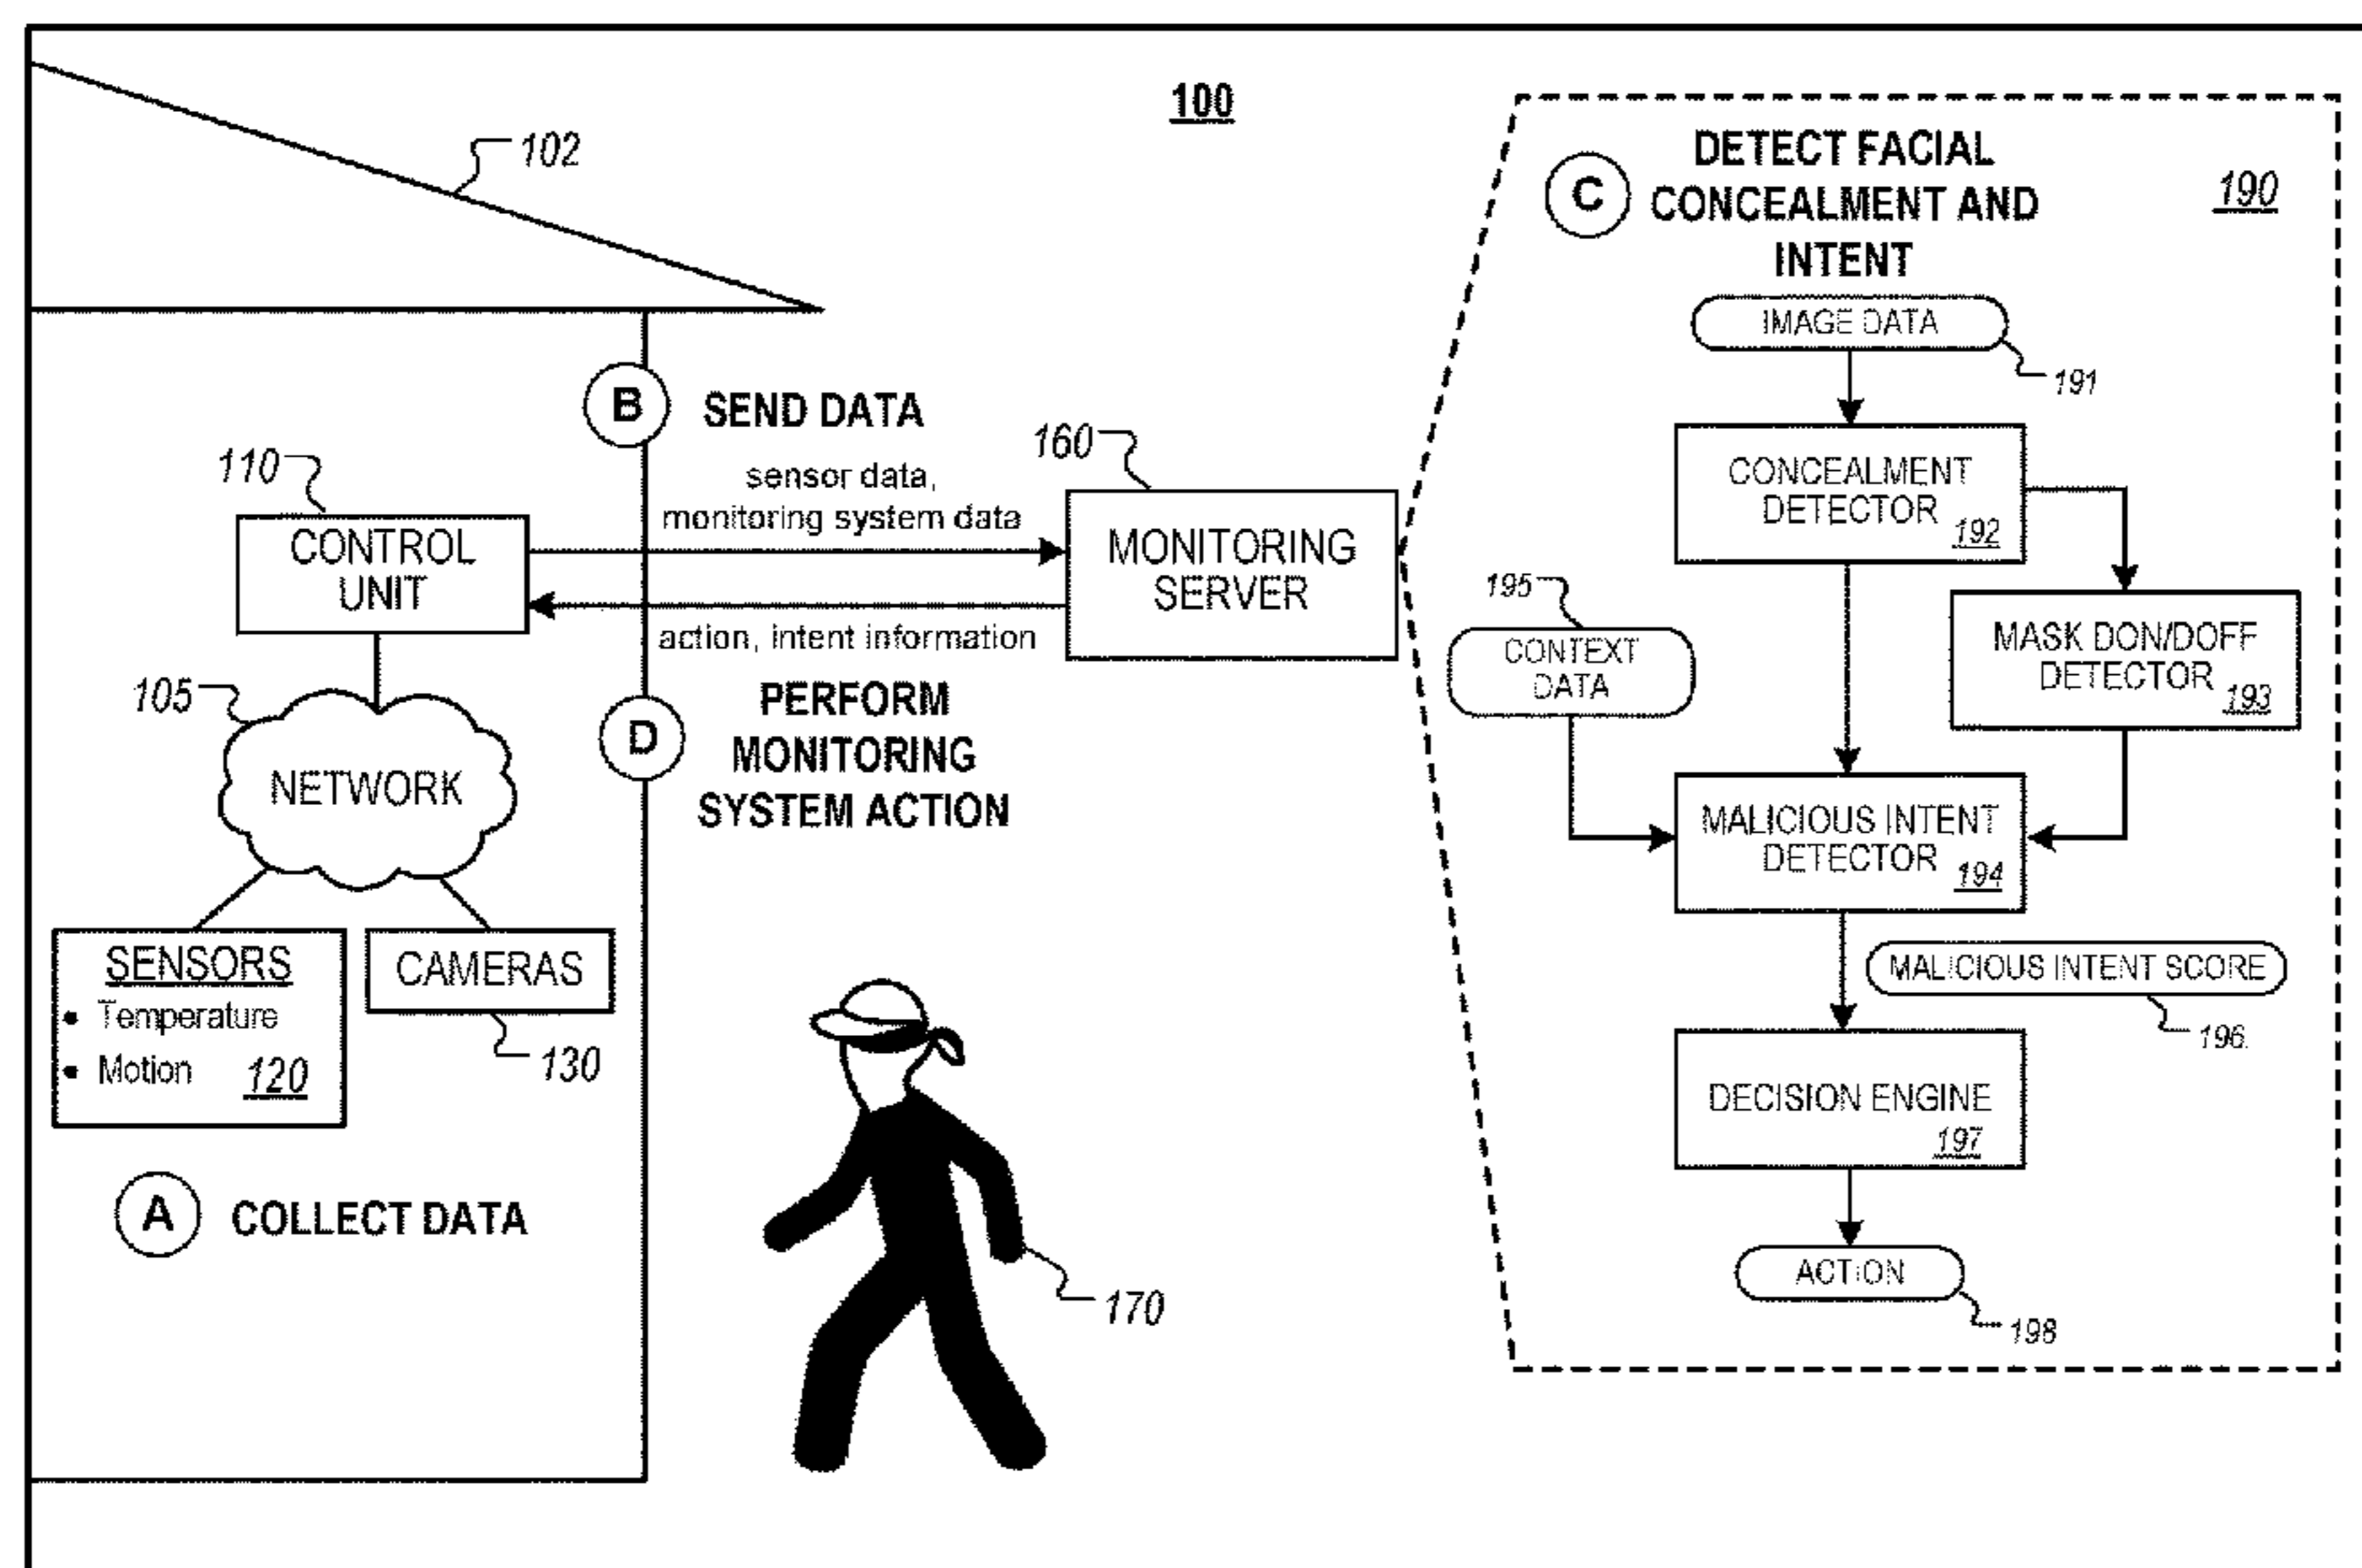 100
102
B SEND DATA
sensor data,
monitoring system data
110
CONTROL
UNIT
160
MONITORING
SERVER
action, intent information
D
PERFORM
MONITORING
SYSTEM ACTION
105
NETWORK
SENSORS
• Temperature
• Motion 120
CAMERAS
130
A COLLECT DATA
170
C
DETECT FACIAL
CONCEALMENT AND
INTENT
190
IMAGE DATA
191
CONCEALMENT
DETECTOR
192
195
CONTEXT
DATA
MASK DON/DOFF
DETECTOR
193
MALICIOUS INTENT
DETECTOR
194
MALICIOUS INTENT SCORE
196
DECISION ENGINE
197
ACTION
198